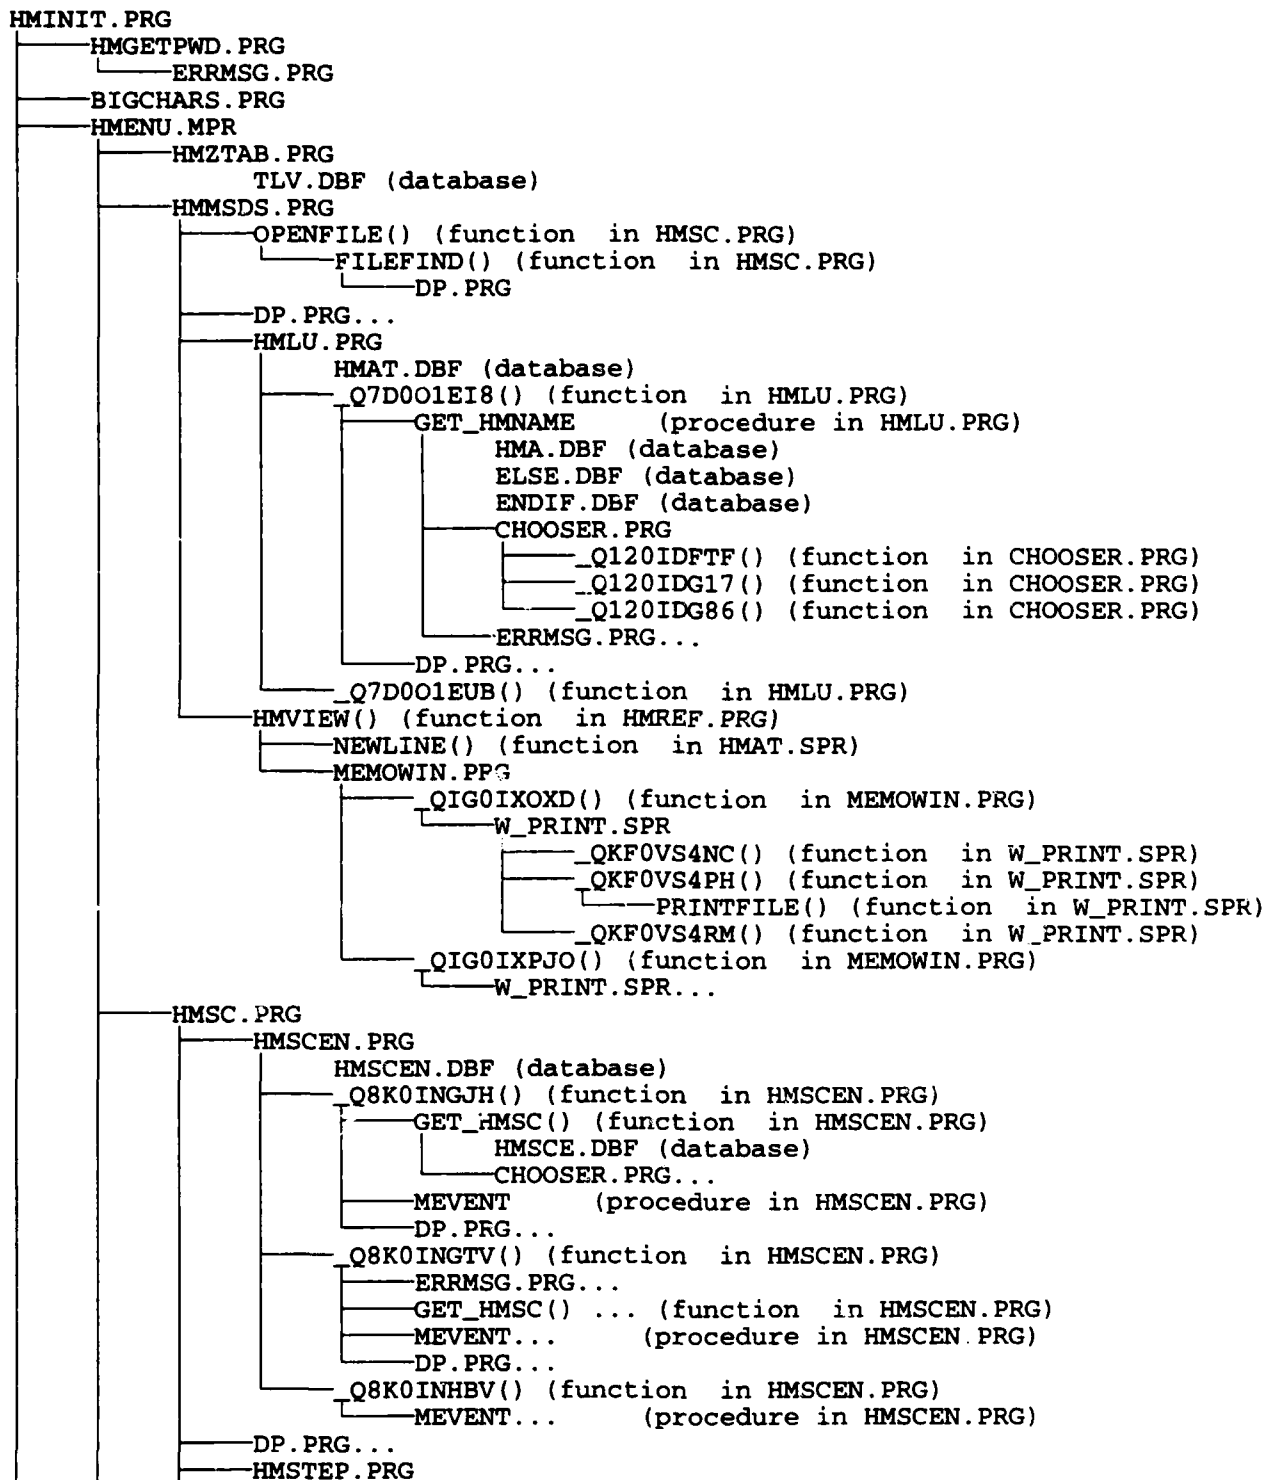 HMINIT.PRG
HMGETPWD.PRG
ERRMSG.PRG
BIGCHARS.PRG
HMENU.MPR
HMZTAB.PRG
TLV.DBF (database)
HMMSDS.PRG
OPENFILE() (function in HMSC.PRG)
FILEFIND() (function in HMSC.PRG)
DP.PRG
DP.PRG...
HMLU.PRG
HMAT.DBF (database)
_Q7D0O1EI8() (function in HMLU.PRG)
GET_HMNAME (procedure in HMLU.PRG)
HMA.DBF (database)
ELSE.DBF (database)
ENDIF.DBF (database)
CHOOSER.PRG
_Q120IDFTF() (function in CHOOSER.PRG)
_Q120IDG17() (function in CHOOSER.PRG)
_Q120IDG86() (function in CHOOSER.PRG)
ERRMSG.PRG...
DP.PRG...
_Q7D0O1EUB() (function in HMLU.PRG)
HMVIEW() (function in HMREF.PRG)
NEWLINE() (function in HMAT.SPR)
MEMOWIN.PRG
_QIG0IXOXD() (function in MEMOWIN.PRG)
W_PRINT.SPR
_QKF0VS4NC() (function in W_PRINT.SPR)
_QKF0VS4PH() (function in W_PRINT.SPR)
PRINTFILE() (function in W_PRINT.SPR)
_QKF0VS4RM() (function in W_PRINT.SPR)
_QIG0IXPJO() (function in MEMOWIN.PRG)
W_PRINT.SPR...
HMSC.PRG
HMSCEN.PRG
HMSCEN.DBF (database)
_Q8K0INGJH() (function in HMSCEN.PRG)
GET_HMSC() (function in HMSCEN.PRG)
HMSCE.DBF (database)
CHOOSER.PRG...
MEVENT (procedure in HMSCEN.PRG)
DP.PRG...
_Q8K0INGTV() (function in HMSCEN.PRG)
ERRMSG.PRG...
GET_HMSC() ... (function in HMSCEN.PRG)
MEVENT... (procedure in HMSCEN.PRG)
DP.PRG...
_Q8K0INHBV() (function in HMSCEN.PRG)
MEVENT... (procedure in HMSCEN.PRG)
DP.PRG...
HMSTEP.PRG